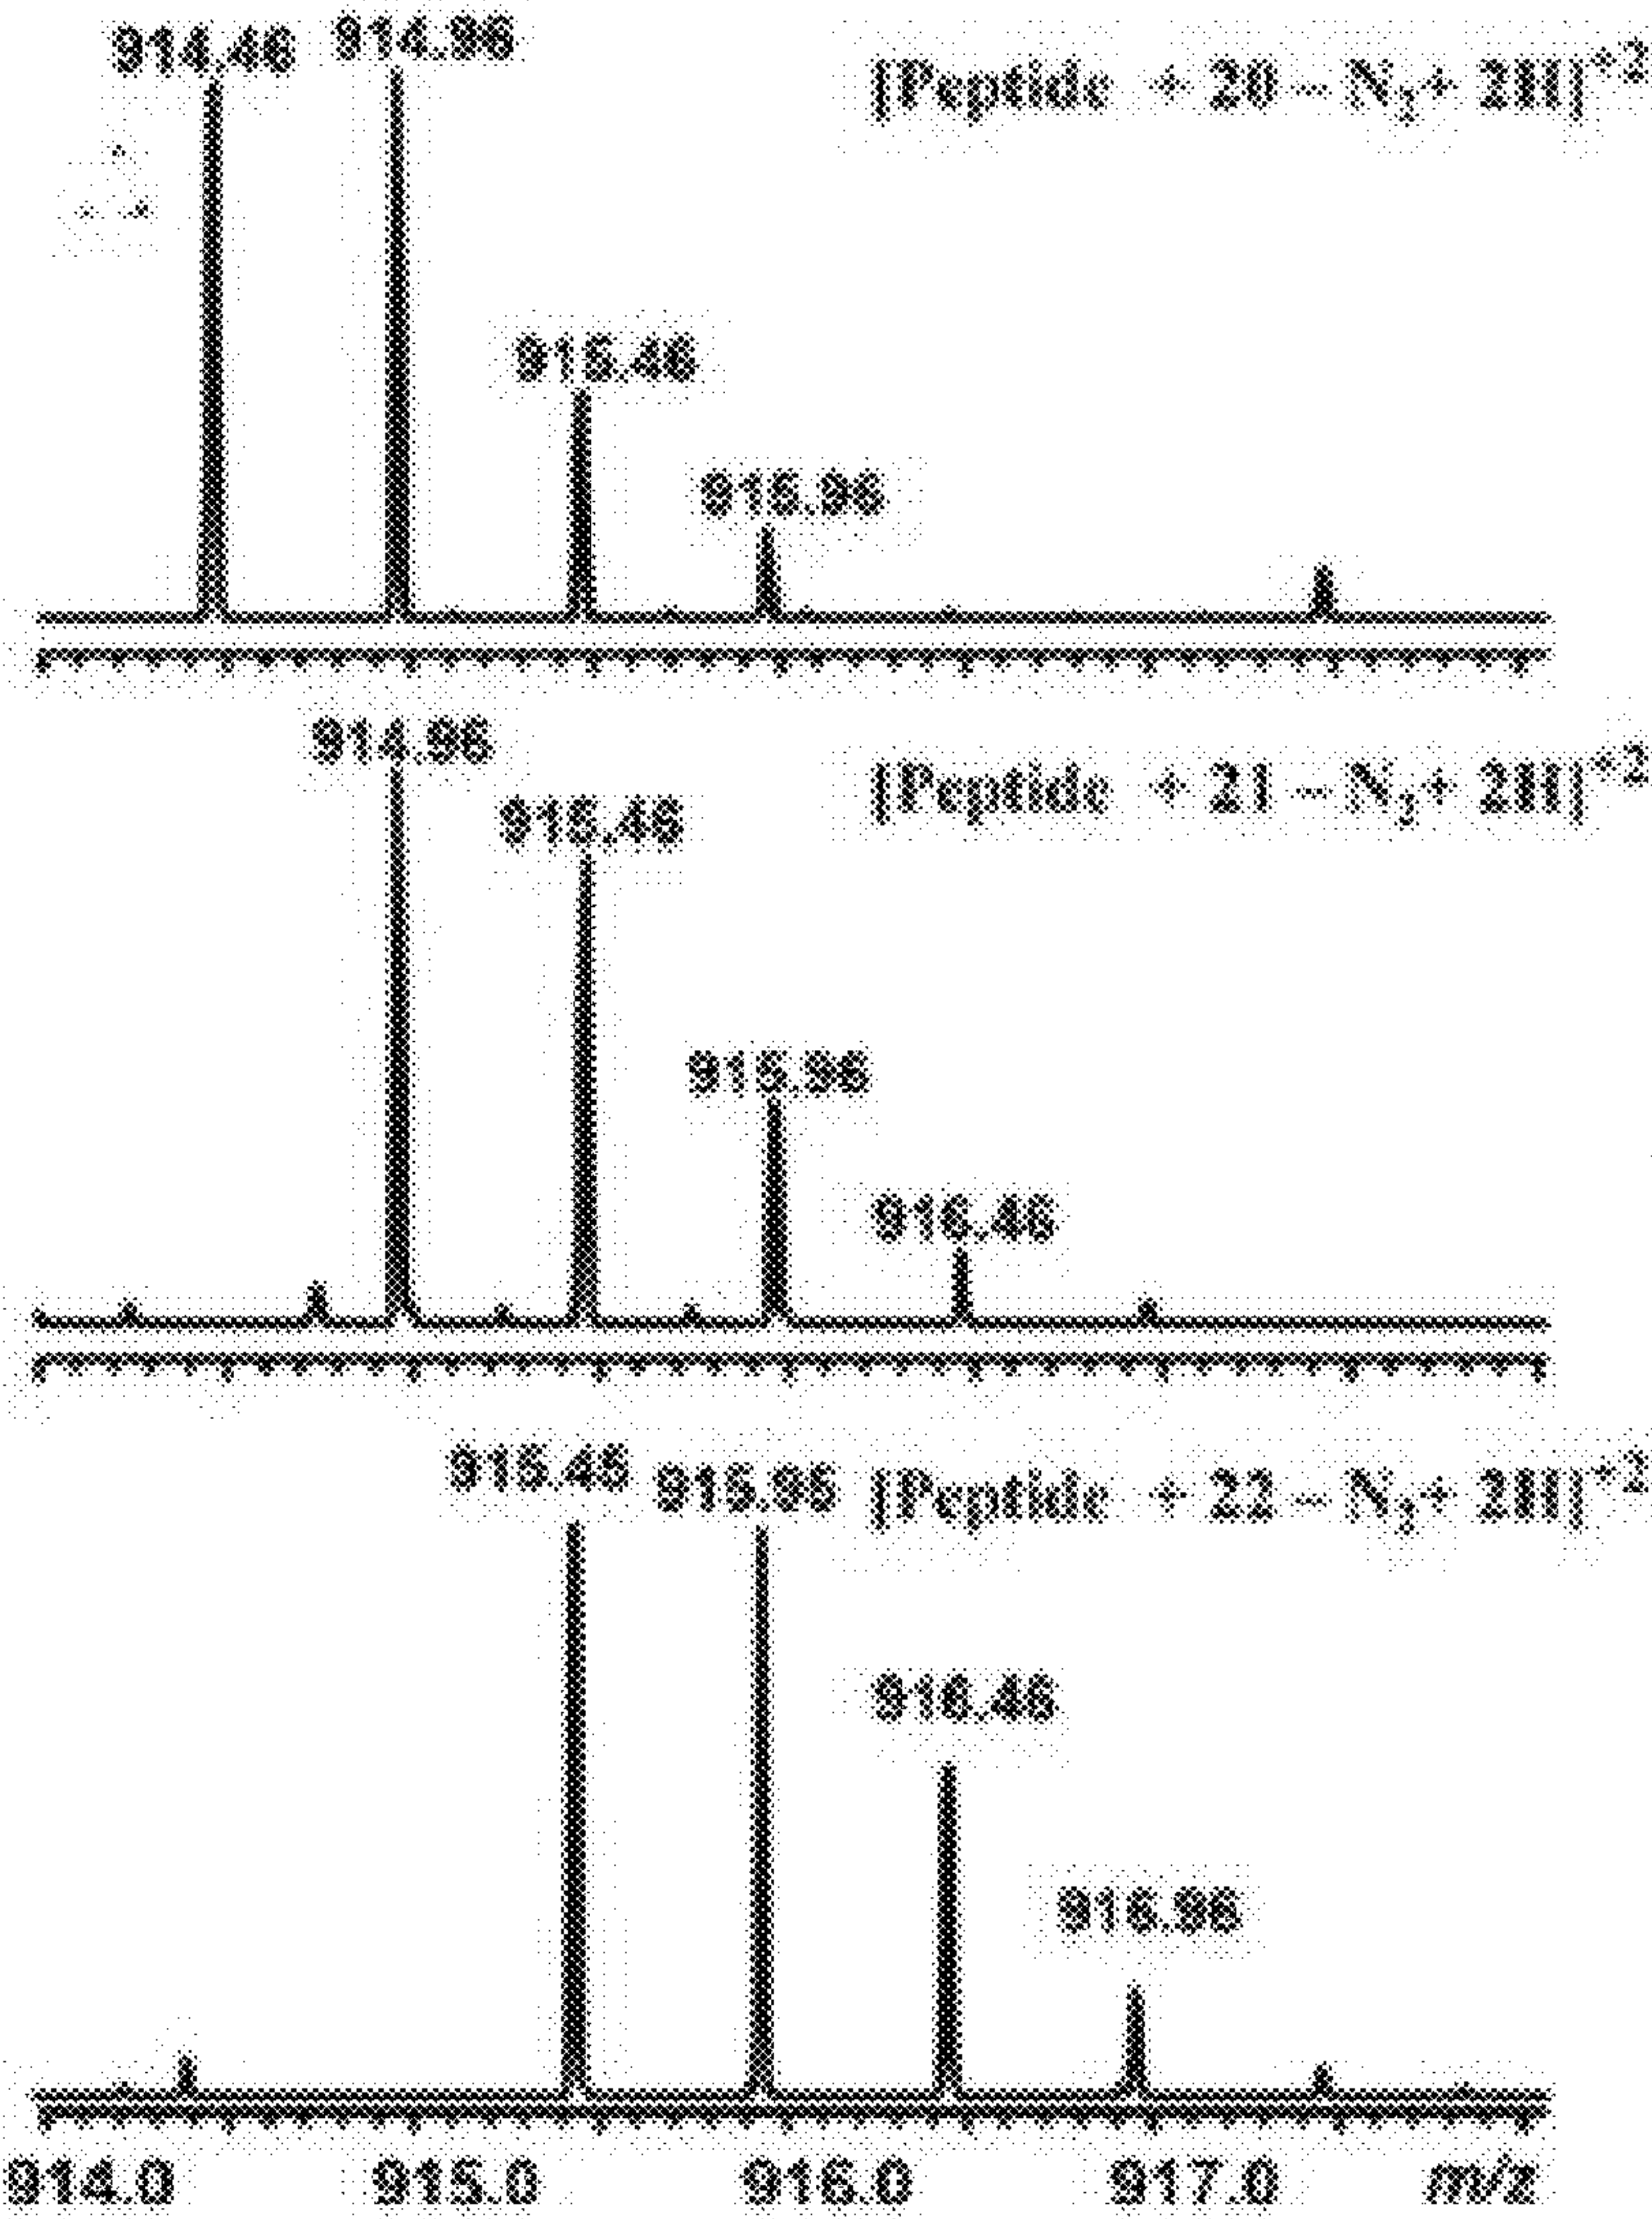 914.46 914.96 [Peptide + 20 – N2 + 2H]+2
915.46
915.96
914.96 [Peptide + 21 – N2 + 2H]+2
915.46
915.96
916.46
915.45 915.95 [Peptide + 22 – N2 + 2H]+2
916.46
916.96
914.0 915.0 916.0 917.0 m/z